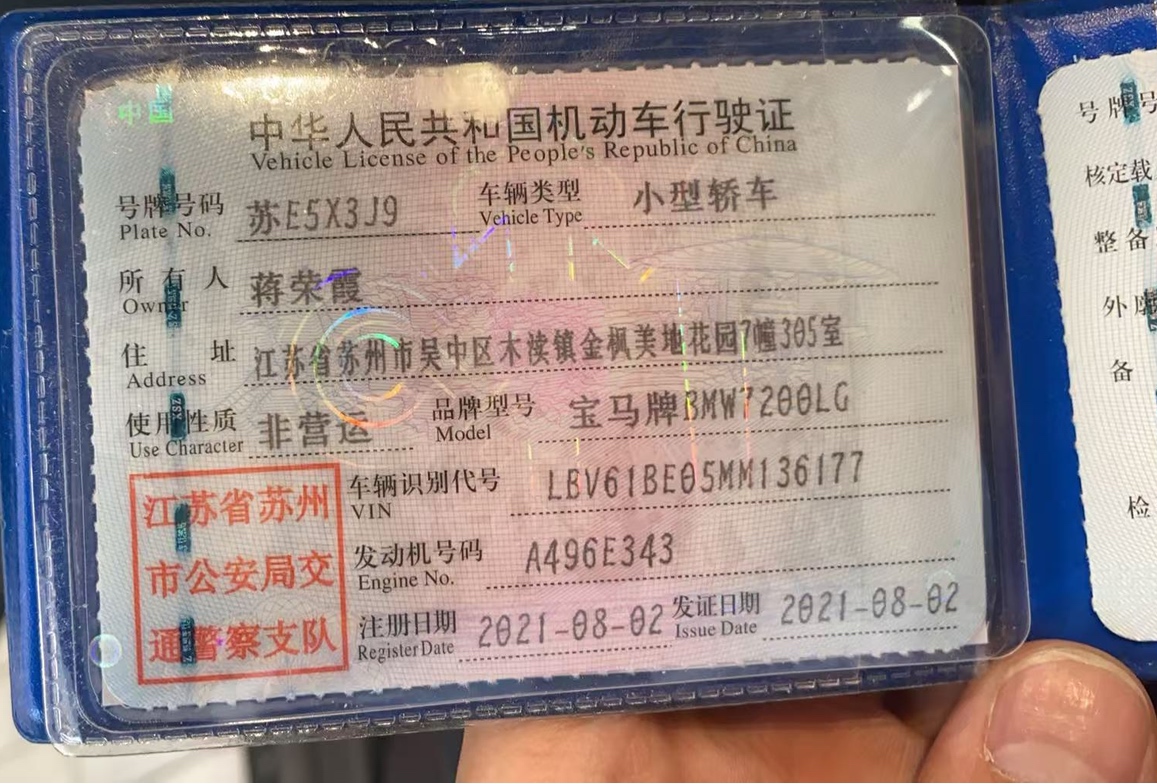 中国
中华人民共和国机动车行驶证
Vehicle License of the People's Republic of China
号牌号码 苏E5X3J9 车辆类型 小型轿车
Plate No. Vehicle Type
所有人 蒋荣霞
Owner
住址 江苏省苏州市吴中区木渎镇金枫美地花园7幢305室
Address
使用性质 非营运 品牌型号 宝马牌BMW7200LG
Use Character Model
车辆识别代号 LBV61BE05MM136177
VIN
发动机号码 A496E343
Engine No.
注册日期 2021-08-02 发证日期 2021-08-02
Register Date Issue Date
江苏省苏州
市公安局交
通警察支队
号牌号
核定载
整备
外廓
备
检